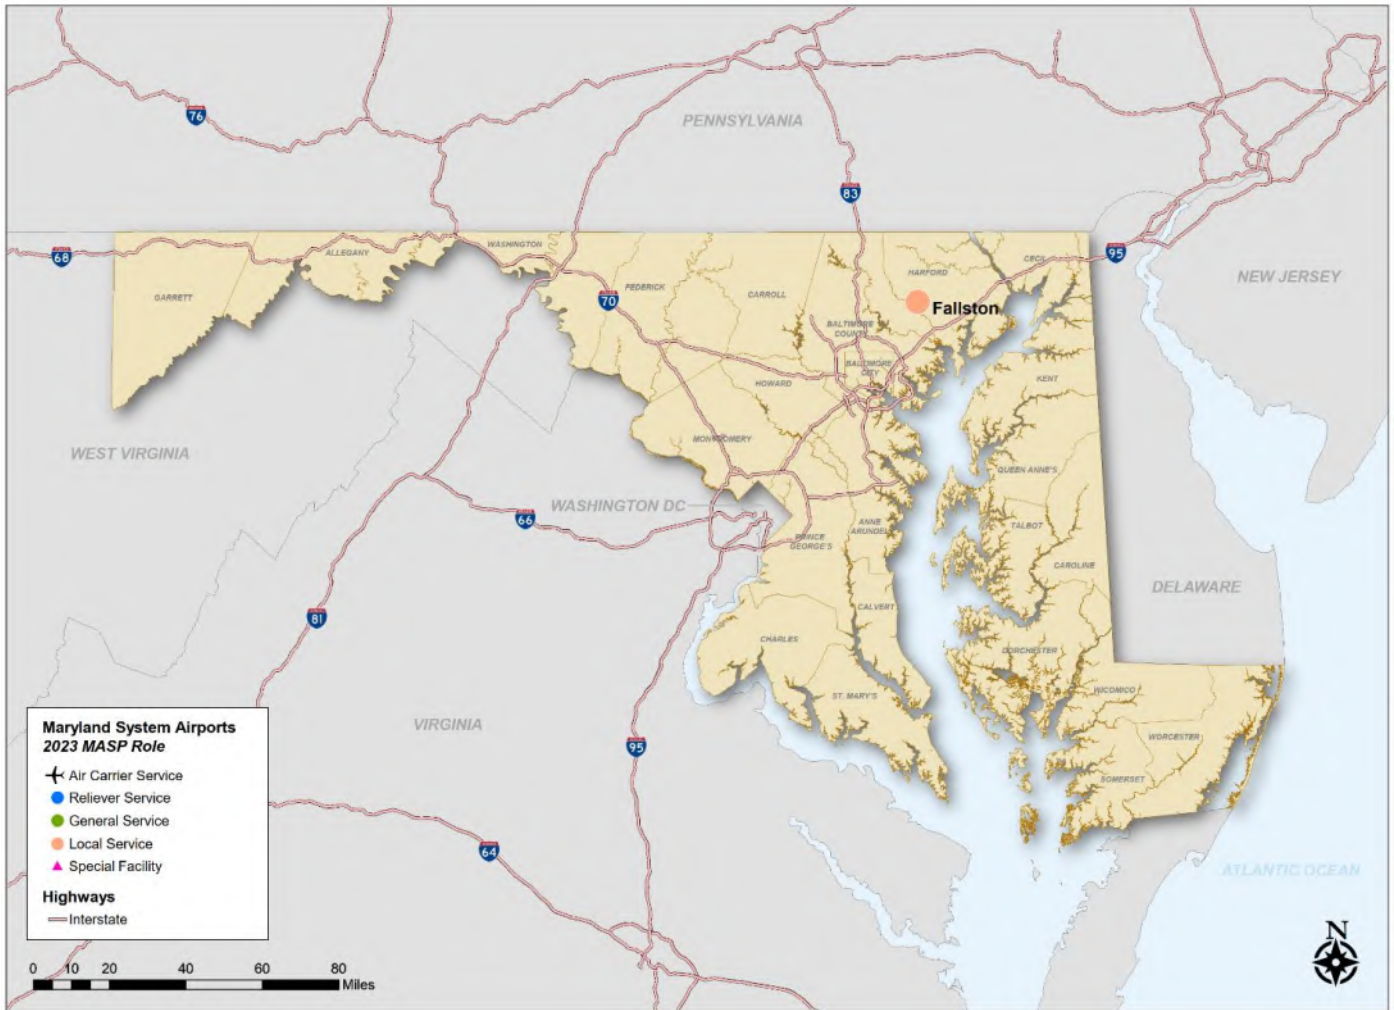 76
PENNSYLVANIA
83
68
ALLEGANY
WASHINGTON
HARFORD
CECIL
95
NEW JERSEY
GARRETT
70
FEDERICK
CARROLL
Fallston
BALTIMORE
COUNTY
BALTIMORE
CITY
HOWARD
KENT
WEST VIRGINIA
MONTGOMERY
QUEEN ANNE'S
WASHINGTON DC
66
ANNE
ARUNDEL
TALBOT
PRINCE
GEORGE'S
CAROLINE
DELAWARE
81
CALVERT
CHARLES
DORCHESTER
ST. MARY'S
WICOMICO
VIRGINIA
95
WORCESTER
SOMERSET
Maryland System Airports
2023 MASP Role
Air Carrier Service
Reliever Service
General Service
Local Service
Special Facility
Highways
Interstate
64
ATLANTIC OCEAN
N
0 10 20 40 60 80
Miles